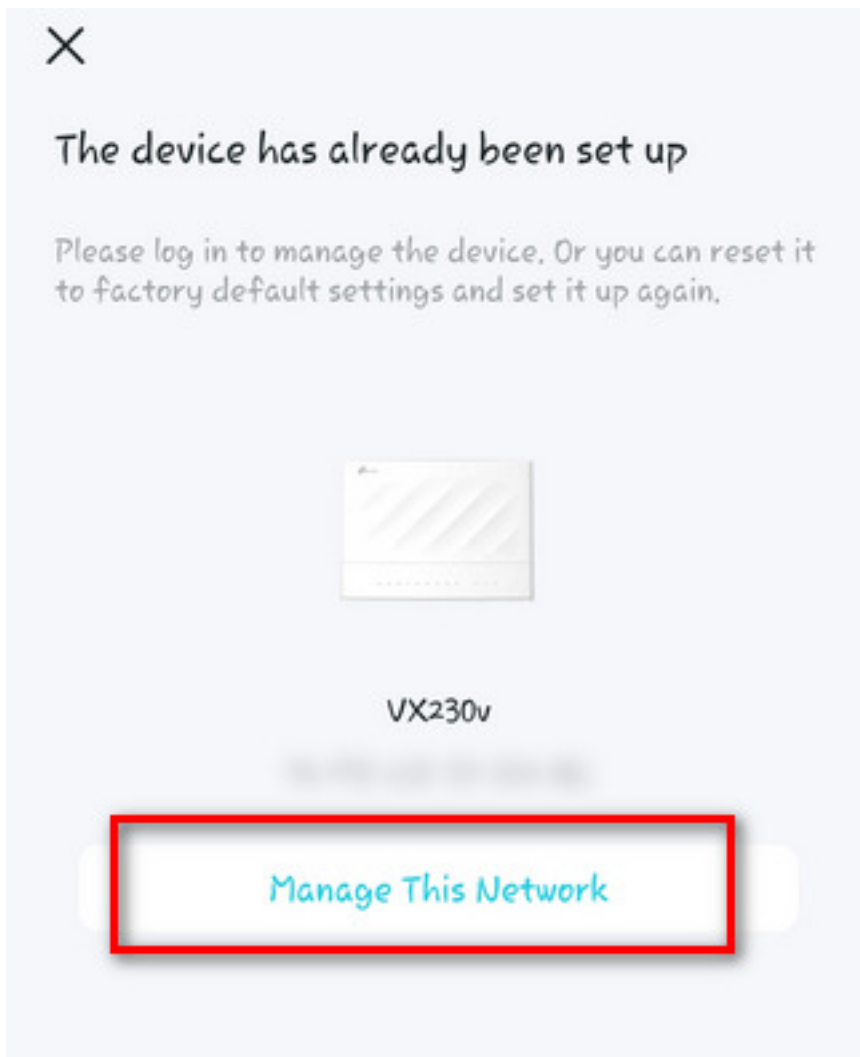 The device has already been set up
Please log in to manage the device. Or you can reset it
to factory default settings and set it up again.
VX230v
Manage This Network